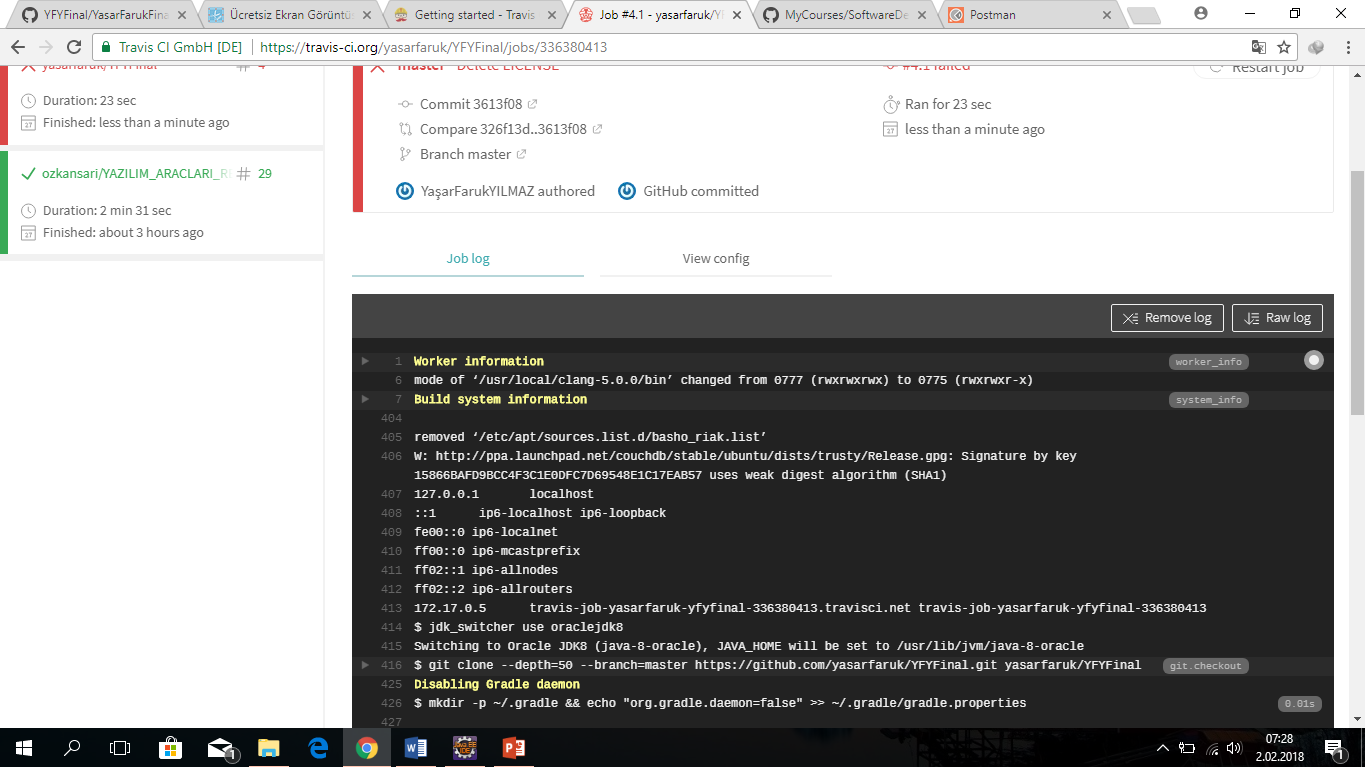 YFYFinal/YasarFarukFina
Ücretsiz Ekran Görüntüs
Getting started - Travis
Job #4.1 - yasarfaruk/YF
MyCourses/SoftwareDe
Postman
Travis CI GmbH [DE] https://travis-ci.org/yasarfaruk/YFYFinal/jobs/336380413
yasarfaruk/YFYFinal # 4
Duration: 23 sec
Finished: less than a minute ago
ozkansari/YAZILIM_ARACLARI_R # 29
Duration: 2 min 31 sec
Finished: about 3 hours ago
master Delete LICENSE
#4.1 failed
Restart job
Commit 3613f08
Ran for 23 sec
Compare 326f13d..3613f08
less than a minute ago
Branch master
YaşarFarukYILMAZ authored
GitHub committed
Job log
View config
Remove log
Raw log
1 Worker information worker_info
6 mode of ‘/usr/local/clang-5.0.0/bin’ changed from 0777 (rwxrwxrwx) to 0775 (rwxrwxr-x)
7 Build system information system_info
404
405 removed ‘/etc/apt/sources.list.d/basho_riak.list’
406 W: http://ppa.launchpad.net/couchdb/stable/ubuntu/dists/trusty/Release.gpg: Signature by key
15866BAFD9BCC4F3C1E0DFC7D69548E1C17EAB57 uses weak digest algorithm (SHA1)
407 127.0.0.1 localhost
408 ::1 ip6-localhost ip6-loopback
409 fe00::0 ip6-localnet
410 ff00::0 ip6-mcastprefix
411 ff02::1 ip6-allnodes
412 ff02::2 ip6-allrouters
413 172.17.0.5 travis-job-yasarfaruk-yfyfinal-336380413.travisci.net travis-job-yasarfaruk-yfyfinal-336380413
414 $ jdk_switcher use oraclejdk8
415 Switching to Oracle JDK8 (java-8-oracle), JAVA_HOME will be set to /usr/lib/jvm/java-8-oracle
416 $ git clone --depth=50 --branch=master https://github.com/yasarfaruk/YFYFinal.git yasarfaruk/YFYFinal git.checkout
425 Disabling Gradle daemon
426 $ mkdir -p ~/.gradle && echo "org.gradle.daemon=false" >> ~/.gradle/gradle.properties 0.01s
427
07:28
2.02.2018